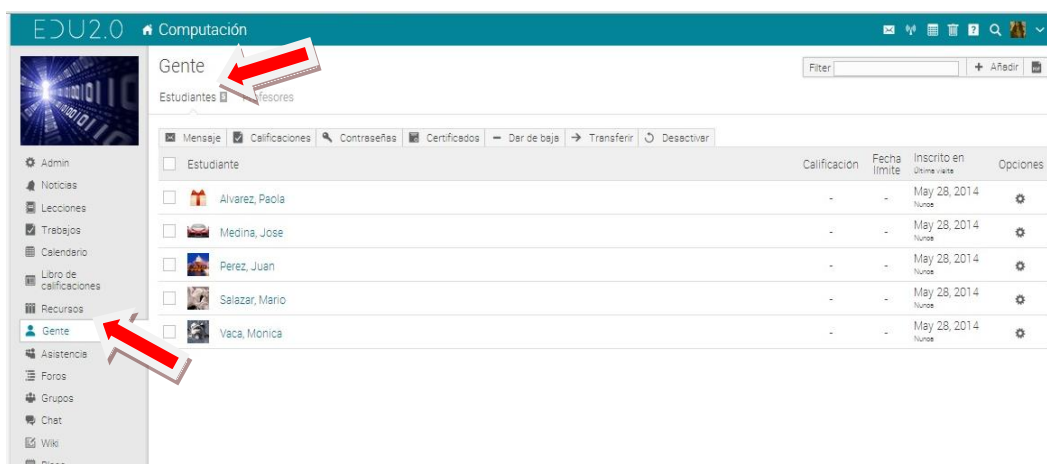 EDU2.0 Computación
Gente
Filter + Añadir
Estudiantes 5 Profesores
Mensaje Calificaciones Contraseñas Certificados Dar de baja Transferir Desactivar
Estudiante Calificación Fecha límite Inscrito en Última visita Opciones
Alvarez, Paola - - May 28, 2014 Nunca
Medina, Jose - - May 28, 2014 Nunca
Perez, Juan - - May 28, 2014 Nunca
Salazar, Mario - - May 28, 2014 Nunca
Vaca, Monica - - May 28, 2014 Nunca
Admin
Noticias
Lecciones
Trabajos
Calendario
Libro de
calificaciones
Recursos
Gente
Asistencia
Foros
Grupos
Chat
Wiki